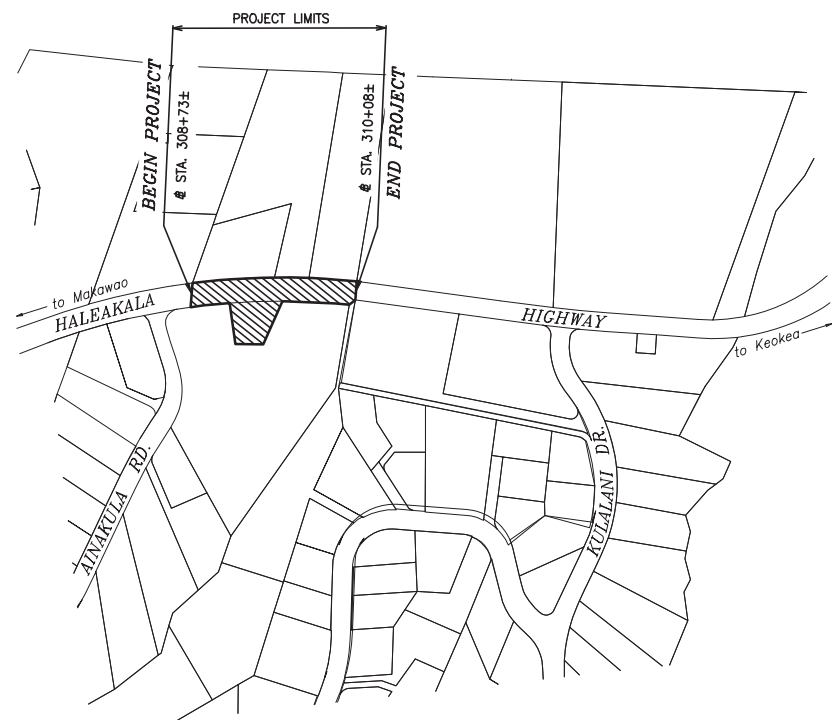 PROJECT LIMITS
BEGIN PROJECT
℄ STA. 308+73±
℄ STA. 310+08±
END PROJECT
to Makawao
HALEAKALA
HIGHWAY
to Keokea
AINAKULA RD.
KULALANI DR.